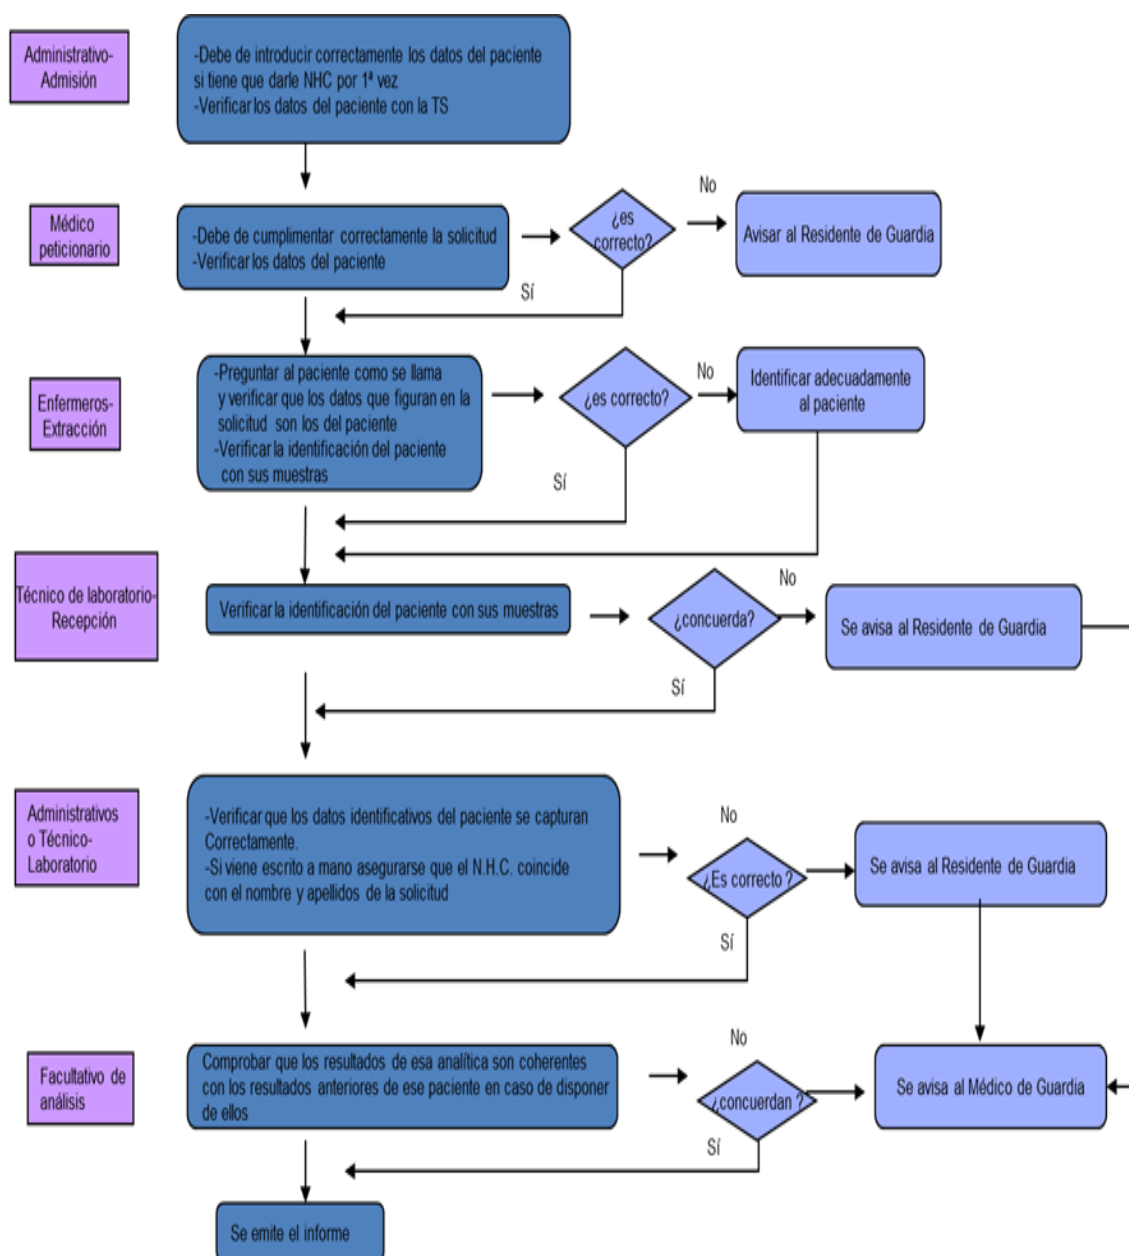 Administrativo-
Admisión
-Debe de introducir correctamente los datos del paciente
si tiene que darle NHC por 1ª vez
-Verificar los datos del paciente con la TS
Médico
peticionario
-Debe de cumplimentar correctamente la solicitud
-Verificar los datos del paciente
¿es
correcto?
No
Avisar al Residente de Guardia
Sí
Enfermeros-
Extracción
-Preguntar al paciente como se llama
y verificar que los datos que figuran en la
solicitud son los del paciente
-Verificar la identificación del paciente
con sus muestras
¿es correcto?
No
Identificar adecuadamente
al paciente
Sí
Técnico de laboratorio-
Recepción
Verificar la identificación del paciente con sus muestras
¿concuerda?
No
Se avisa al Residente de Guardia
Sí
Administrativos
o Técnico-
Laboratorio
-Verificar que los datos identificativos del paciente se capturan
Correctamente.
-Si viene escrito a mano asegurarse que el N.H.C. coincide
con el nombre y apellidos de la solicitud
No
¿Es correcto ?
Se avisa al Residente de Guardia
Sí
Facultativo de
análisis
Comprobar que los resultados de esa analítica son coherentes
con los resultados anteriores de ese paciente en caso de disponer
de ellos
No
¿concuerdan ?
Se avisa al Médico de Guardia
Sí
Se emite el informe